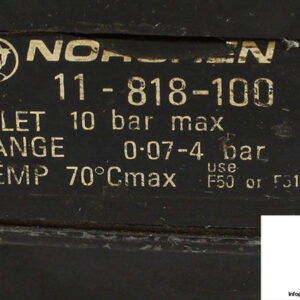 NORGREN
11-818-100
LET 10 bar max
ANGE 0·07-4 bar
EMP 70°Cmax use
F50 or F51